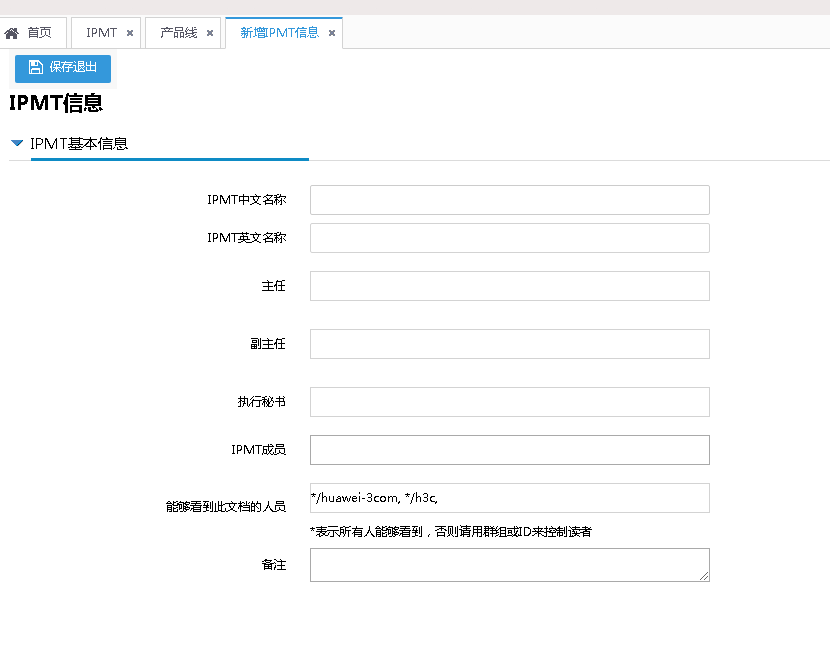 首页 IPMT × 产品线 × 新增IPMT信息 ×
保存退出
IPMT信息
IPMT基本信息
IPMT中文名称
IPMT英文名称
主任
副主任
执行秘书
IPMT成员
能够看到此文档的人员 */huawei-3com, */h3c,
*表示所有人能够看到，否则请用群组或ID来控制读者
备注